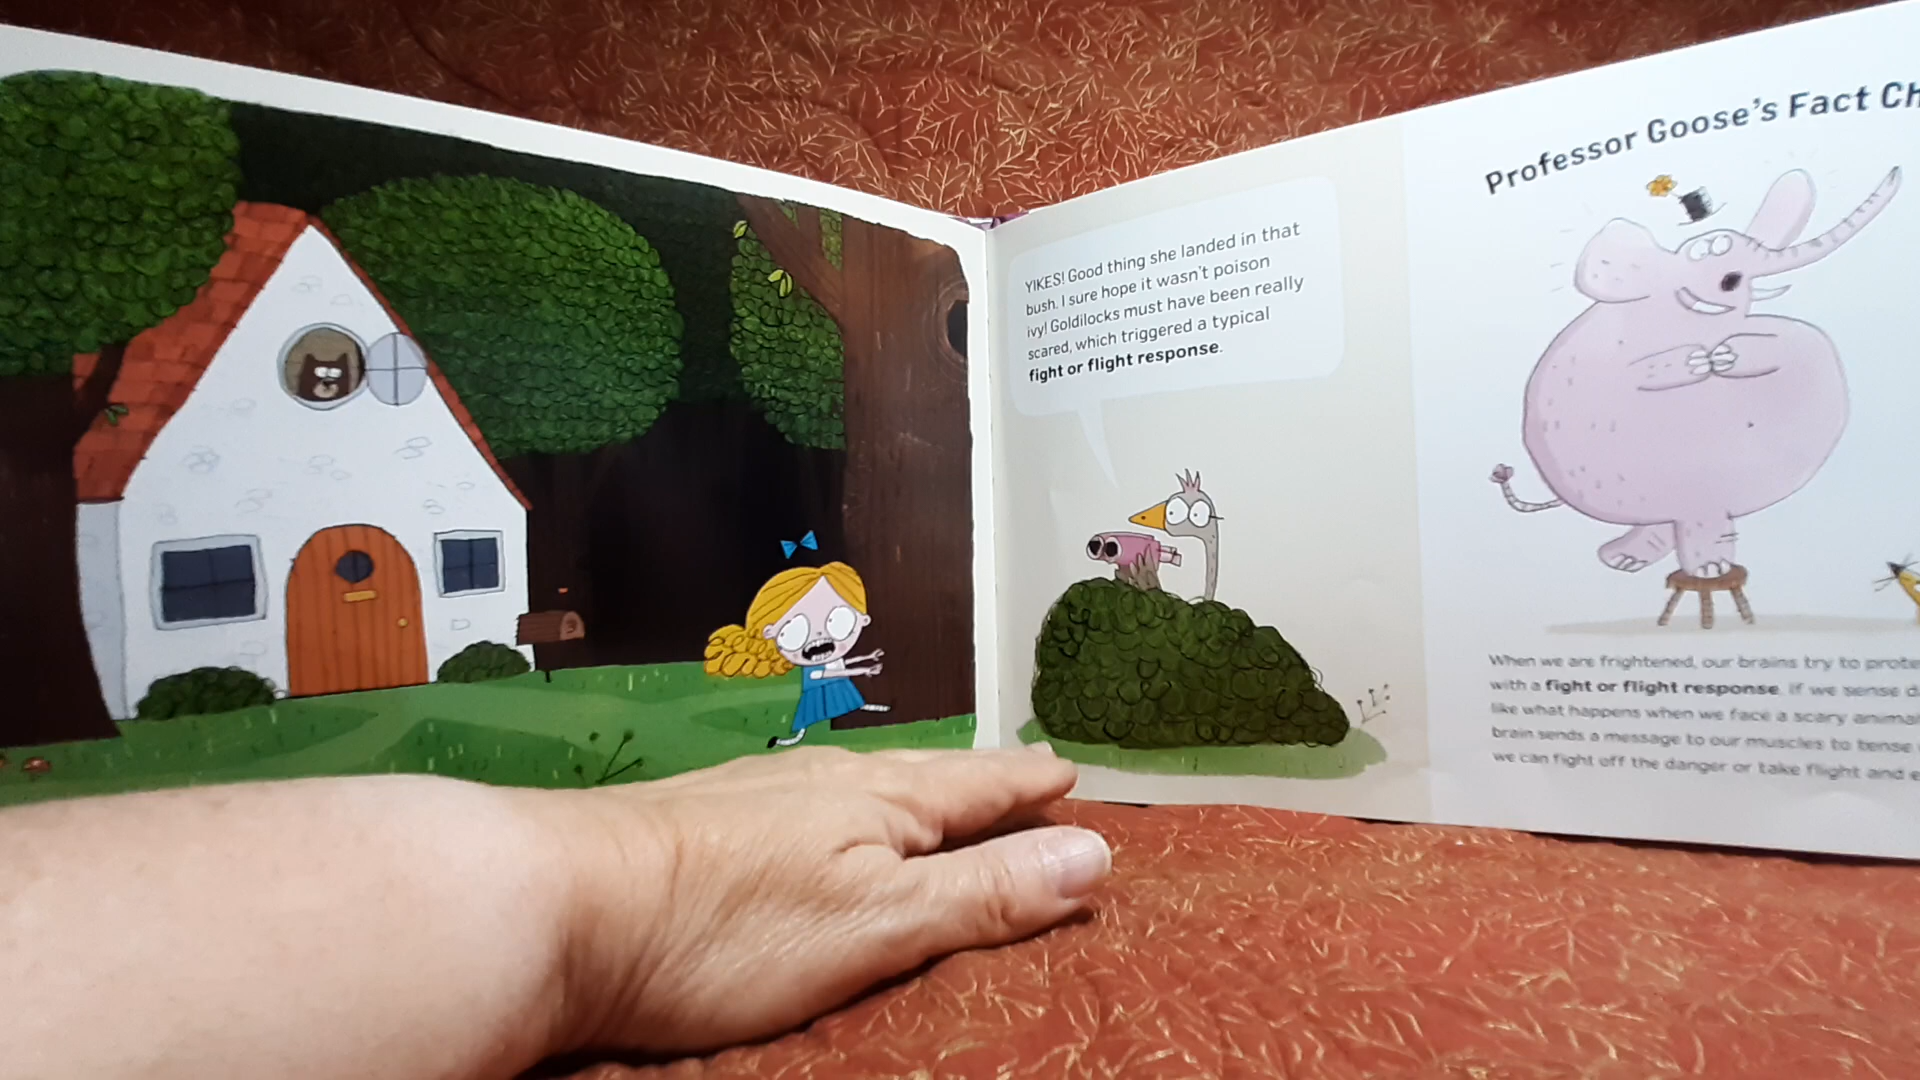 YIKES! Good thing she landed in that
bush. I sure hope it wasn't poison
ivy! Goldilocks must have been really
scared, which triggered a typical
fight or flight response.
Professor Goose's Fact
When we are frightened, our brains try to
with a fight or flight response. If we sense
like what happens when we face a scary
brain sends a message to our muscles to tense
we can fight off the danger or take flight and
3